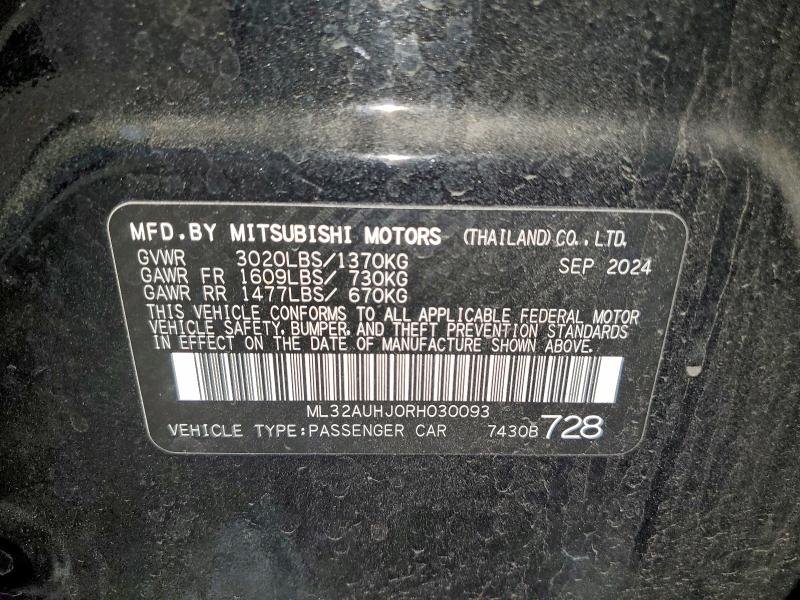 MFD.BY MITSUBISHI MOTORS (THAILAND)CO.,LTD.
GVWR 3020LBS/1370KG SEP 2024
GAWR FR 1609LBS/ 730KG
GAWR RR 1477LBS/ 670KG
THIS VEHICLE CONFORMS TO ALL APPLICABLE FEDERAL MOTOR
VEHICLE SAFETY, BUMPER, AND THEFT PREVENTION STANDARDS
IN EFFECT ON THE DATE OF MANUFACTURE SHOWN ABOVE.
ML32AUHJ0RH030093
VEHICLE TYPE:PASSENGER CAR 7430B728